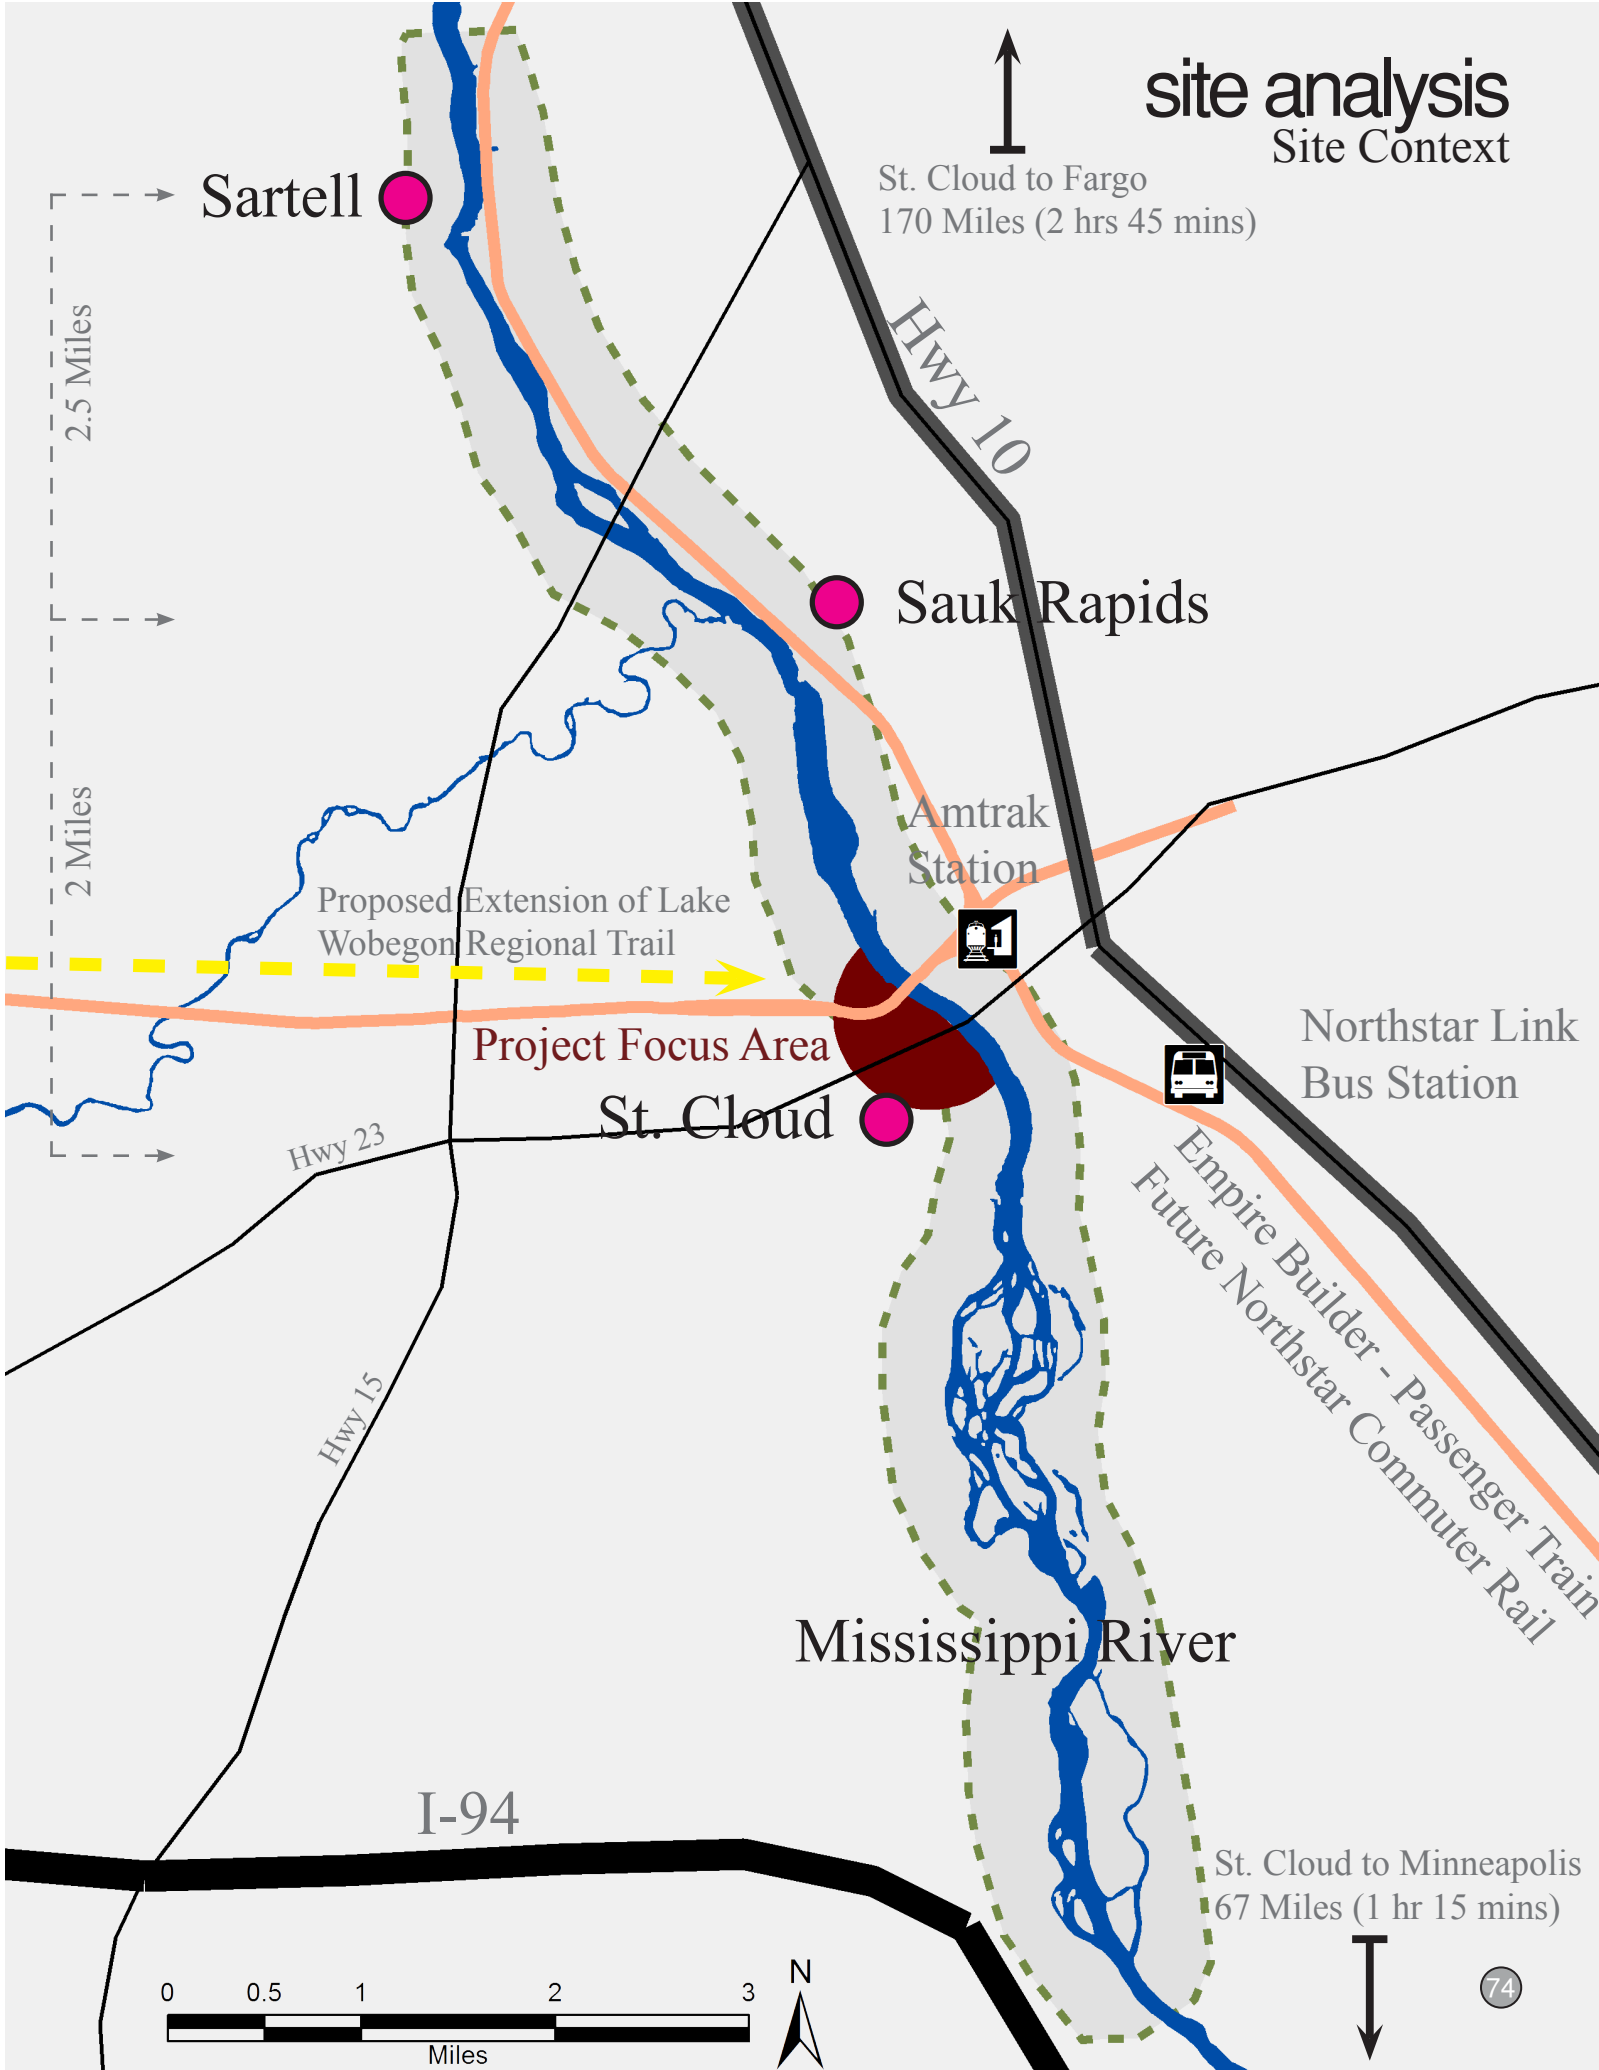 site analysis
Site Context
St. Cloud to Fargo
170 Miles (2 hrs 45 mins)
Sartell
2.5 Miles
Hwy 10
Sauk Rapids
2 Miles
Amtrak
Station
Proposed Extension of Lake
Wobegon Regional Trail
Project Focus Area
Northstar Link
Bus Station
St. Cloud
Hwy 23
Empire Builder - Passenger Train
Future Northstar Commuter Rail
Hwy 15
Mississippi River
I-94
St. Cloud to Minneapolis
67 Miles (1 hr 15 mins)
N
0 0.5 1 2 3
Miles
74